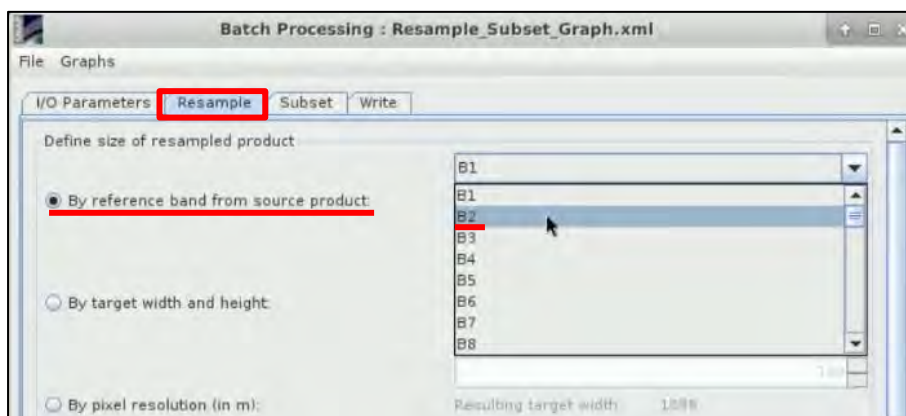 Batch Processing : Resample_Subset_Graph.xml
File Graphs
I/O Parameters Resample Subset Write
Define size of resampled product
B1
By reference band from source product:
B1
B2
B3
B4
B5
B6
B7
B8
By target width and height:
By pixel resolution (in m):
Resulting target width: